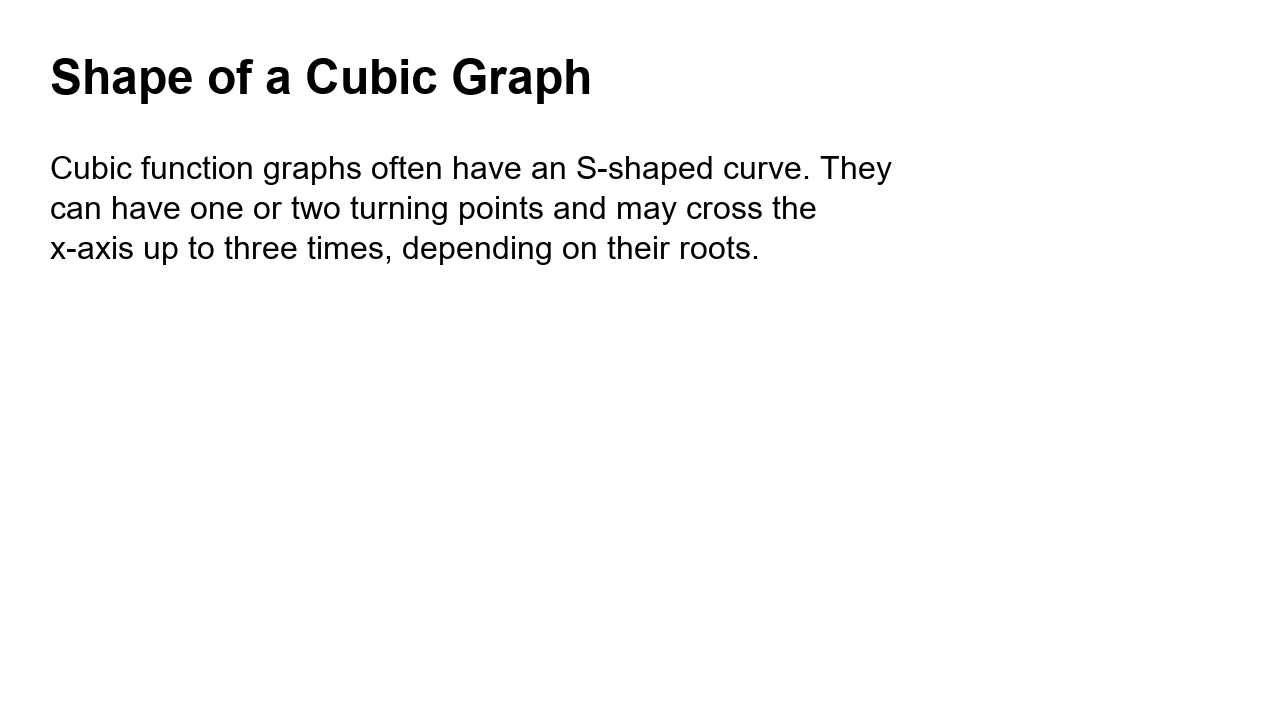 Shape of a Cubic Graph
Cubic function graphs often have an S-shaped curve. They
can have one or two turning points and may cross the
x-axis up to three times, depending on their roots.